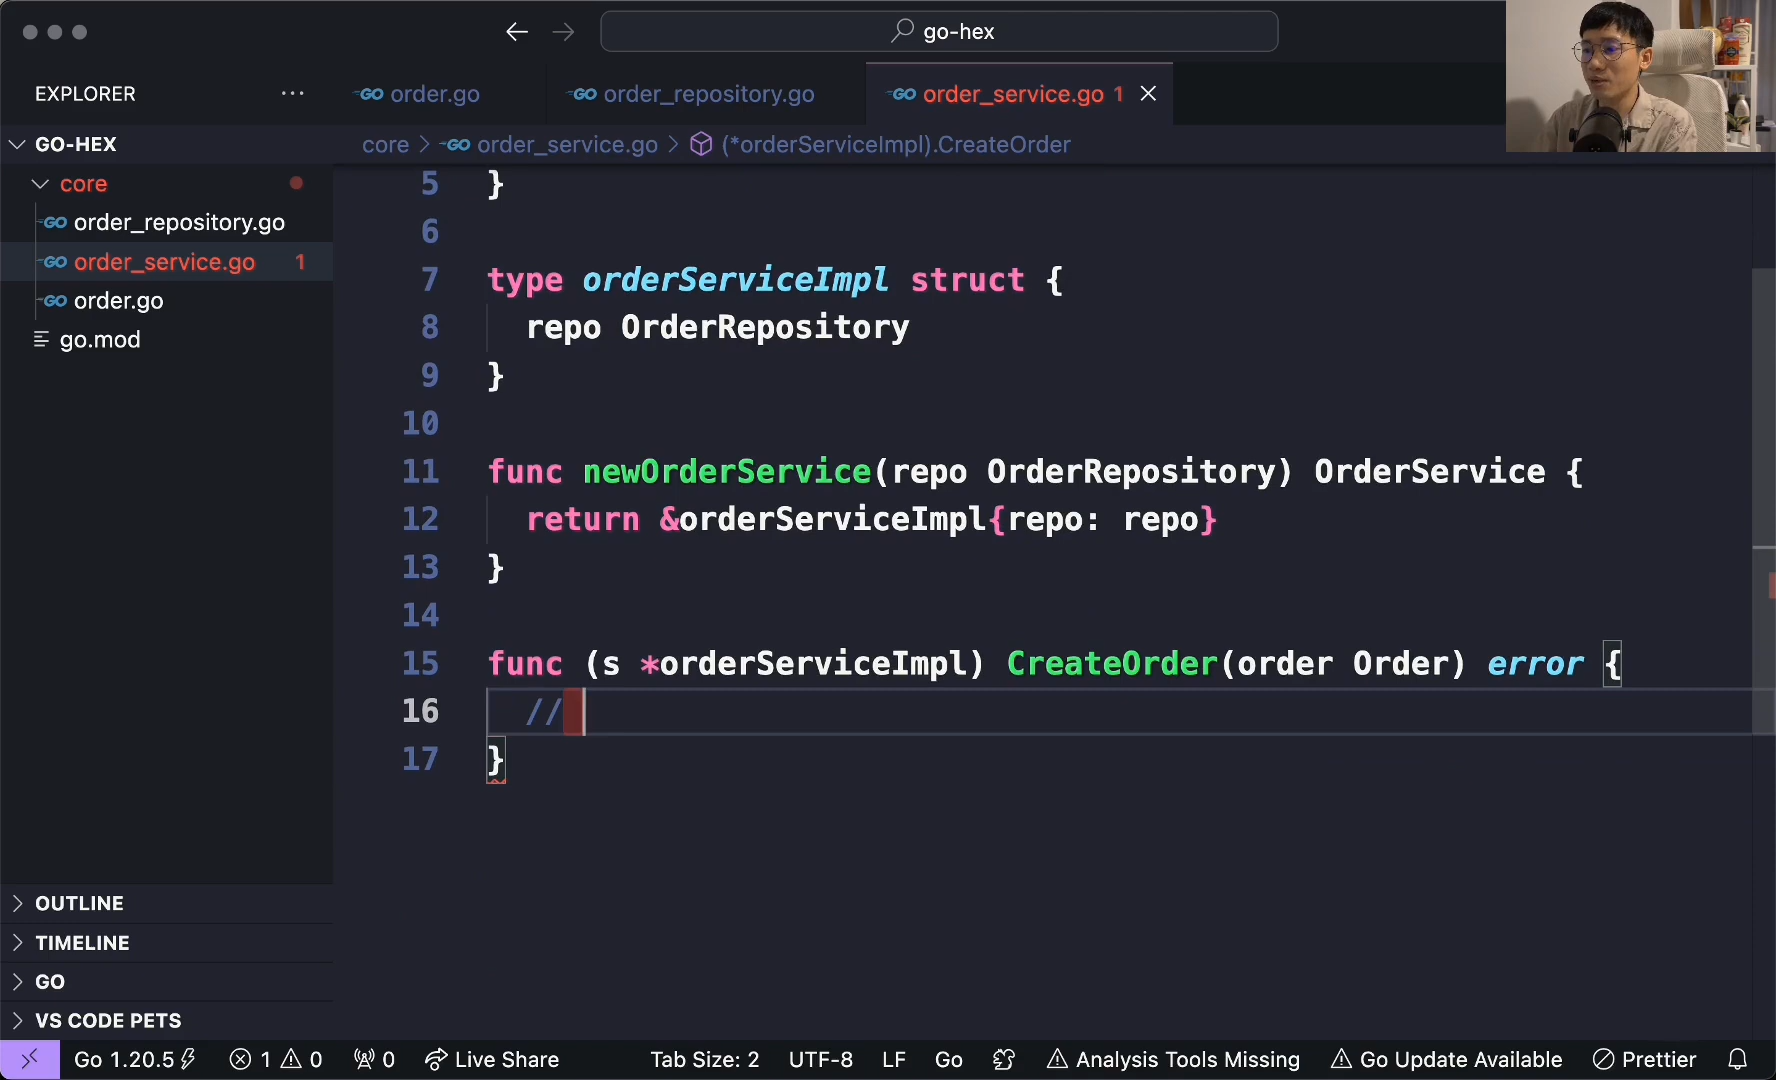 go-hex
EXPLORER ...
order.go
order_repository.go
order_service.go 1
GO-HEX
core > order_service.go > (*orderServiceImpl).CreateOrder
core
order_repository.go
order_service.go 1
order.go
go.mod
5 }
6
7 type orderServiceImpl struct {
8 repo OrderRepository
9 }
10
11 func newOrderService(repo OrderRepository) OrderService {
12 return &orderServiceImpl{repo: repo}
13 }
14
15 func (s *orderServiceImpl) CreateOrder(order Order) error {
16 //
17 }
OUTLINE
TIMELINE
GO
VS CODE PETS
Go 1.20.5 1 0 0 Live Share Tab Size: 2 UTF-8 LF Go Analysis Tools Missing Go Update Available Prettier